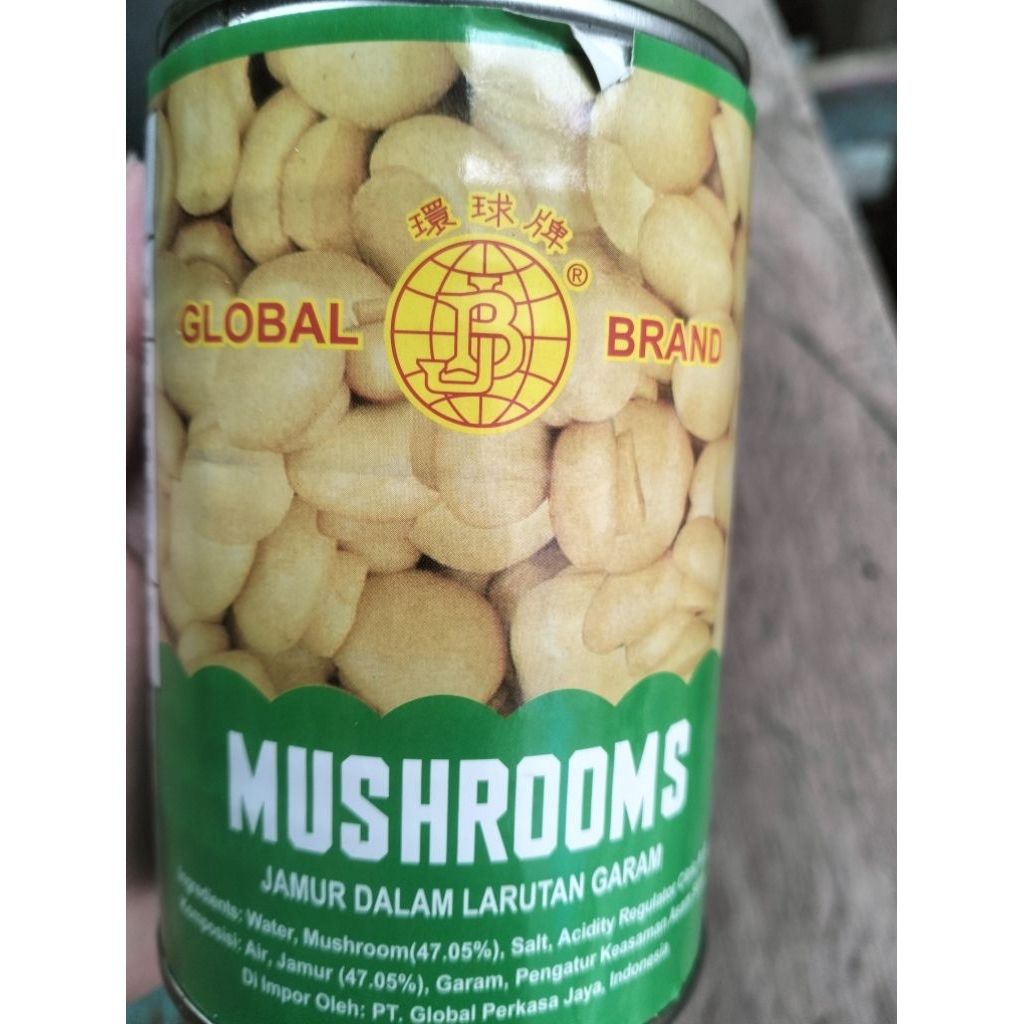 環球牌
®
GLOBAL JB BRAND
MUSHROOMS
JAMUR DALAM LARUTAN GARAM
Ingredients: Water, Mushroom(47.05%), Salt, Acidity Regulator
Komposisi: Air, Jamur (47.05%), Garam, Pengatur Keasaman
Di Impor Oleh: PT. Global Perkasa Jaya, Indonesia